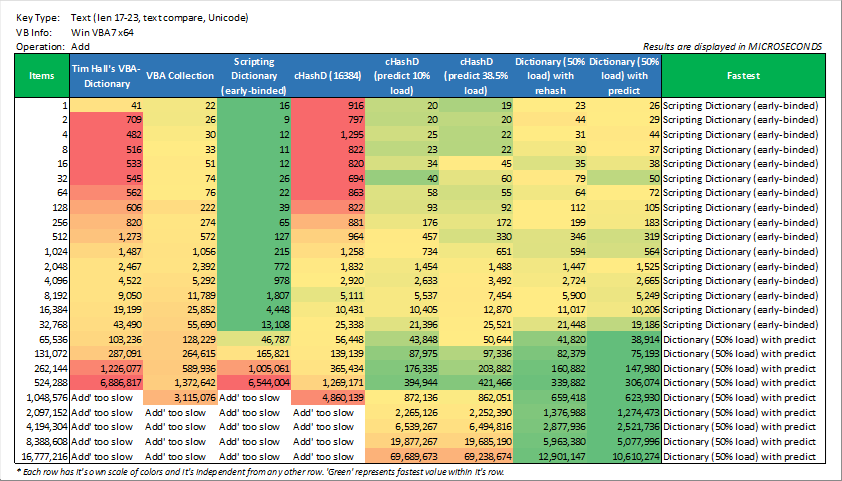 Key Type: Text (len 17-23, text compare, Unicode)
VB Info: Win VBA7 x64
Operation: Add Results are displayed in MICROSECONDS
Items Tim Hall's VBA-Dictionary VBA Collection Scripting Dictionary (early-binded) cHashD (16384) cHashD (predict 10% load) cHashD (predict 38.5% load) Dictionary (50% load) with rehash Dictionary (50% load) with predict Fastest
1 41 22 16 916 20 19 23 26 Scripting Dictionary (early-binded)
2 709 26 9 797 20 20 44 29 Scripting Dictionary (early-binded)
4 482 30 12 1,295 25 22 31 44 Scripting Dictionary (early-binded)
8 516 33 11 822 23 22 30 37 Scripting Dictionary (early-binded)
16 533 51 12 820 34 45 35 38 Scripting Dictionary (early-binded)
32 545 74 26 694 40 60 79 50 Scripting Dictionary (early-binded)
64 562 76 22 863 58 55 64 72 Scripting Dictionary (early-binded)
128 606 222 39 822 93 92 112 105 Scripting Dictionary (early-binded)
256 820 274 65 881 176 172 199 183 Scripting Dictionary (early-binded)
512 1,273 572 127 964 457 330 346 319 Scripting Dictionary (early-binded)
1,024 1,487 1,056 215 1,258 734 651 594 564 Scripting Dictionary (early-binded)
2,048 2,467 2,392 772 1,832 1,454 1,488 1,447 1,525 Scripting Dictionary (early-binded)
4,096 4,522 5,292 978 2,920 2,633 3,492 2,724 2,665 Scripting Dictionary (early-binded)
8,192 9,050 11,789 1,807 5,111 5,537 7,454 5,900 5,249 Scripting Dictionary (early-binded)
16,384 19,199 25,852 4,448 10,431 10,405 12,870 11,017 10,206 Scripting Dictionary (early-binded)
32,768 43,490 55,690 13,108 25,338 21,396 25,521 21,448 19,186 Scripting Dictionary (early-binded)
65,536 103,236 128,229 46,787 56,448 43,848 50,644 41,820 38,914 Dictionary (50% load) with predict
131,072 287,091 264,615 165,821 139,139 87,975 97,336 82,379 75,193 Dictionary (50% load) with predict
262,144 1,226,077 589,936 1,005,061 365,434 176,335 203,882 160,882 147,980 Dictionary (50% load) with predict
524,288 6,886,817 1,372,642 6,544,004 1,269,171 394,944 421,466 339,882 306,074 Dictionary (50% load) with predict
1,048,576 Add' too slow 3,115,076 Add' too slow 4,860,139 872,136 862,051 659,418 623,930 Dictionary (50% load) with predict
2,097,152 Add' too slow Add' too slow Add' too slow Add' too slow 2,265,126 2,252,390 1,376,988 1,274,473 Dictionary (50% load) with predict
4,194,304 Add' too slow Add' too slow Add' too slow Add' too slow 6,539,267 6,494,816 2,877,936 2,521,736 Dictionary (50% load) with predict
8,388,608 Add' too slow Add' too slow Add' too slow Add' too slow 19,877,267 19,685,190 5,963,380 5,077,996 Dictionary (50% load) with predict
16,777,216 Add' too slow Add' too slow Add' too slow Add' too slow 69,689,673 69,238,674 12,901,147 10,610,274 Dictionary (50% load) with predict
* Each row has it's own scale of colors and it's independent from any other row. 'Green' represents fastest value within it's row.